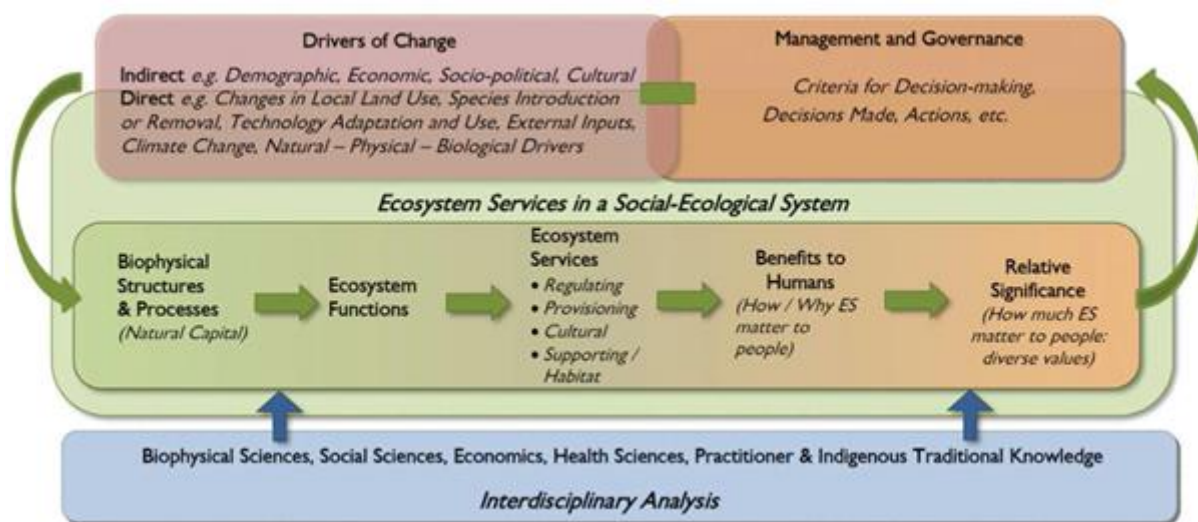 Drivers of Change
Indirect e.g. Demographic, Economic, Socio-political, Cultural
Direct e.g. Changes in Local Land Use, Species Introduction
or Removal, Technology Adaptation and Use, External Inputs,
Climate Change, Natural – Physical – Biological Drivers
Management and Governance
Criteria for Decision-making,
Decisions Made, Actions, etc.
Ecosystem Services in a Social-Ecological System
Biophysical
Structures
& Processes
(Natural Capital)
Ecosystem
Functions
Ecosystem
Services
• Regulating
• Provisioning
• Cultural
• Supporting /
Habitat
Benefits to
Humans
(How / Why ES
matter to
people)
Relative
Significance
(How much ES
matter to people:
diverse values)
Biophysical Sciences, Social Sciences, Economics, Health Sciences, Practitioner & Indigenous Traditional Knowledge
Interdisciplinary Analysis